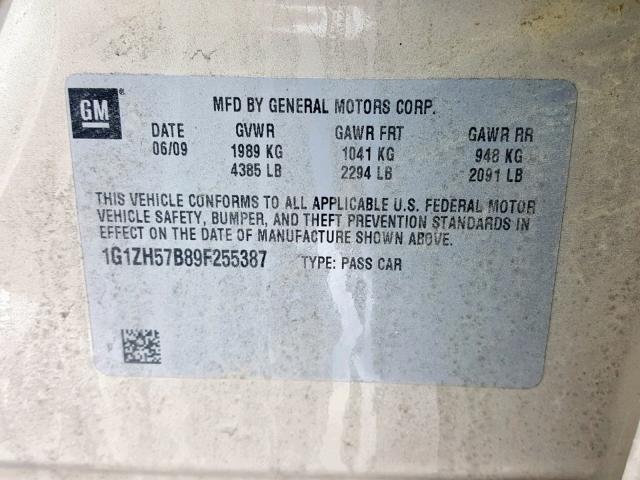 GM
MFD BY GENERAL MOTORS CORP.
DATE GVWR GAWR FRT GAWR RR
06/09 1989 KG 1041 KG 948 KG
4385 LB 2294 LB 2091 LB
THIS VEHICLE CONFORMS TO ALL APPLICABLE U.S. FEDERAL MOTOR
VEHICLE SAFETY, BUMPER, AND THEFT PREVENTION STANDARDS IN
EFFECT ON THE DATE OF MANUFACTURE SHOWN ABOVE.
1G1ZH57B89F255387 TYPE: PASS CAR